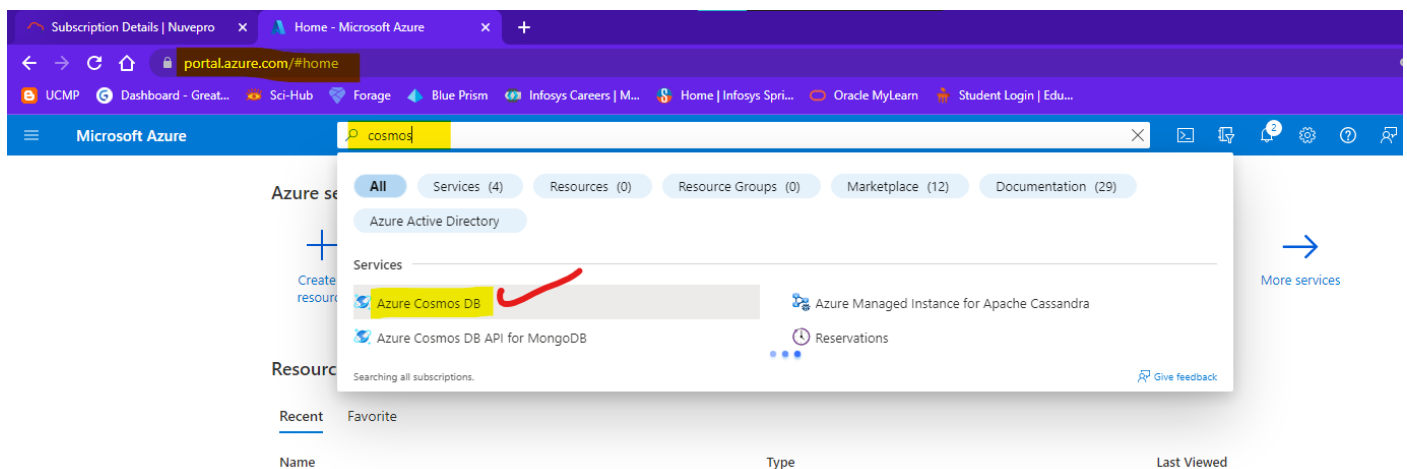 Subscription Details | Nuvepro
Home - Microsoft Azure
portal.azure.com/#home
UCMP Dashboard - Great... Sci-Hub Forage Blue Prism Infosys Careers | M... Home | Infosys Spri... Oracle MyLearn Student Login | Edu...
Microsoft Azure
cosmos
2
Azure se
All Services (4) Resources (0) Resource Groups (0) Marketplace (12) Documentation (29)
Azure Active Directory
Services
Create
resourc
More services
Azure Cosmos DB Azure Managed Instance for Apache Cassandra
Azure Cosmos DB API for MongoDB Reservations
Resourc
Searching all subscriptions. Give feedback
Recent Favorite
Name Type Last Viewed